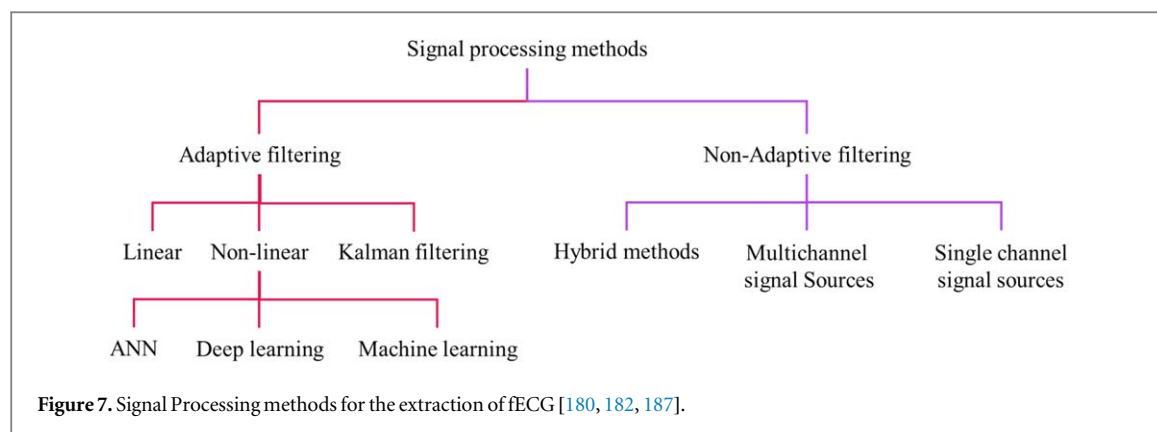 Signal processing methods
Adaptive filtering
Non-Adaptive filtering
Linear
Non-linear
Kalman filtering
Hybrid methods
Multichannel
signal Sources
Single channel
signal sources
ANN
Deep learning
Machine learning
Figure 7. Signal Processing methods for the extraction of fECG [180, 182, 187].